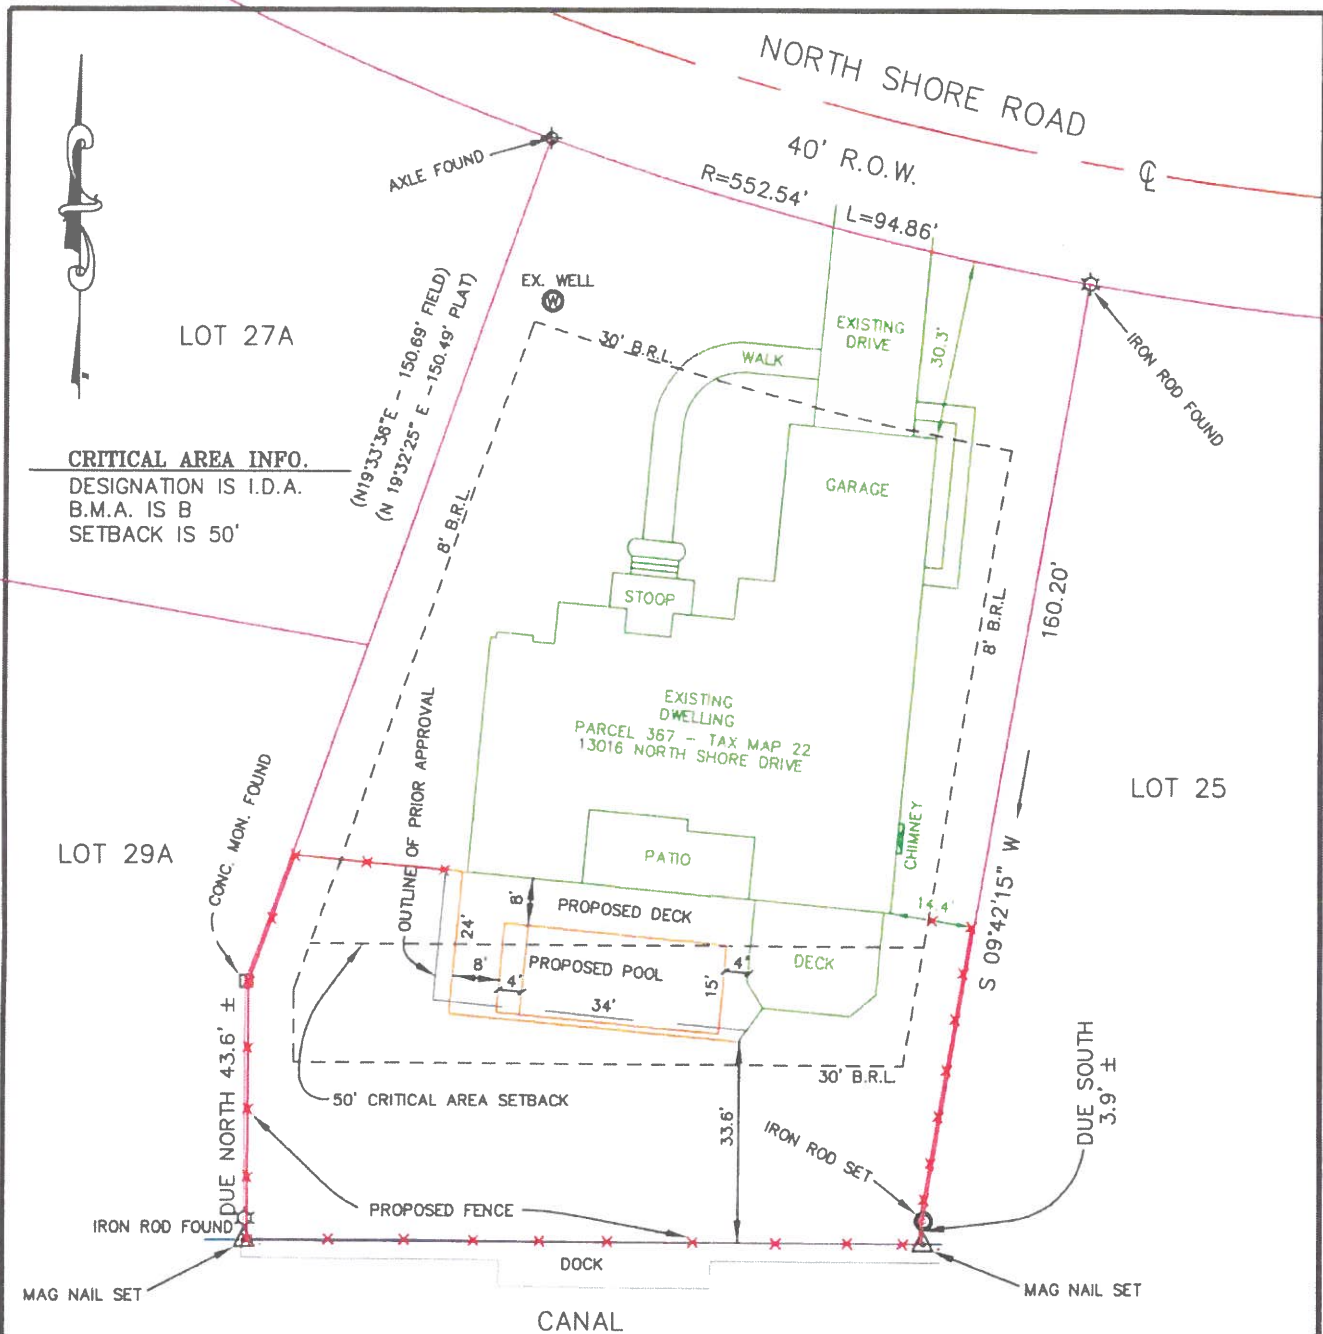 NORTH SHORE ROAD
40' R.O.W.
℄
R=552.54'
L=94.86'
AXLE FOUND
EX. WELL
W
LOT 27A
(N19°33'36"E - 150.69' FIELD)
(N 19°32'25" E -150.49' PLAT)
30' B.R.L.
WALK
EXISTING
DRIVE
30.3'
IRON ROD FOUND
CRITICAL AREA INFO.
DESIGNATION IS I.D.A.
B.M.A. IS B
SETBACK IS 50'
8' B.R.L.
GARAGE
STOOP
8' B.R.L.
160.20'
EXISTING
DWELLING
PARCEL 367 - TAX MAP 22
13016 NORTH SHORE DRIVE
OUTLINE OF PRIOR APPROVAL
CONC. MON. FOUND
LOT 29A
LOT 25
PATIO
CHIMNEY
14.4'
S 09°42'15" W
8'
PROPOSED DECK
24'
8'
4'
PROPOSED POOL
34'
15'
4'
DECK
DUE NORTH 43.6' ±
50' CRITICAL AREA SETBACK
30' B.R.L.
33.6'
IRON ROD SET
DUE SOUTH
3.9' ±
PROPOSED FENCE
IRON ROD FOUND
DOCK
MAG NAIL SET
MAG NAIL SET
CANAL